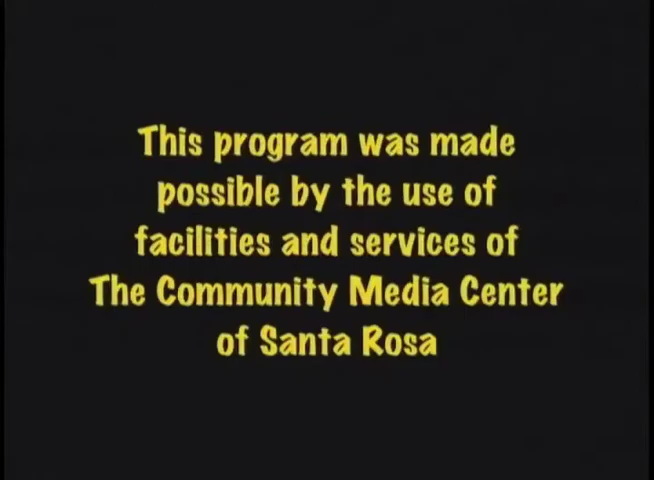 This program was made
possible by the use of
facilities and services of
The Community Media Center
of Santa Rosa